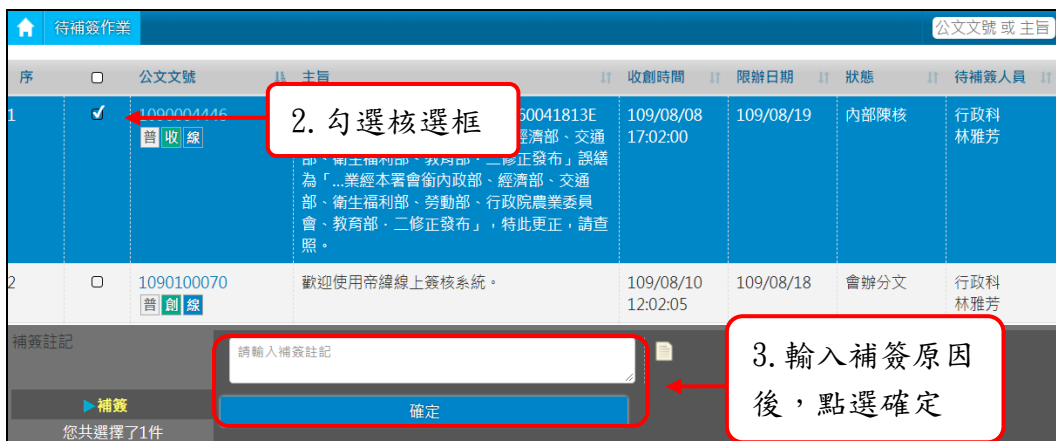 待補簽作業
公文文號 或 主旨
序 公文文號 主旨 收創時間 限辦日期 狀態 待補簽人員
1 1090004446 60041813E 109/08/08 109/08/19 內部陳核 行政科
普 收 線 經濟部、交通 17:02:00 林雅芳
2. 勾選核選框
部、衛生福利部、教育部．二修正發布」誤繕
為「...業經本署會銜內政部、經濟部、交通
部、衛生福利部、勞動部、行政院農業委員
會、教育部．二修正發布」，特此更正，請查
照。
2 1090100070 歡迎使用帝緯線上簽核系統。 109/08/10 109/08/18 會辦分文 行政科
普 創 線 12:02:05 林雅芳
補簽註記
請輸入補簽註記
3. 輸入補簽原因
後，點選確定
補簽
確定
您共選擇了1件